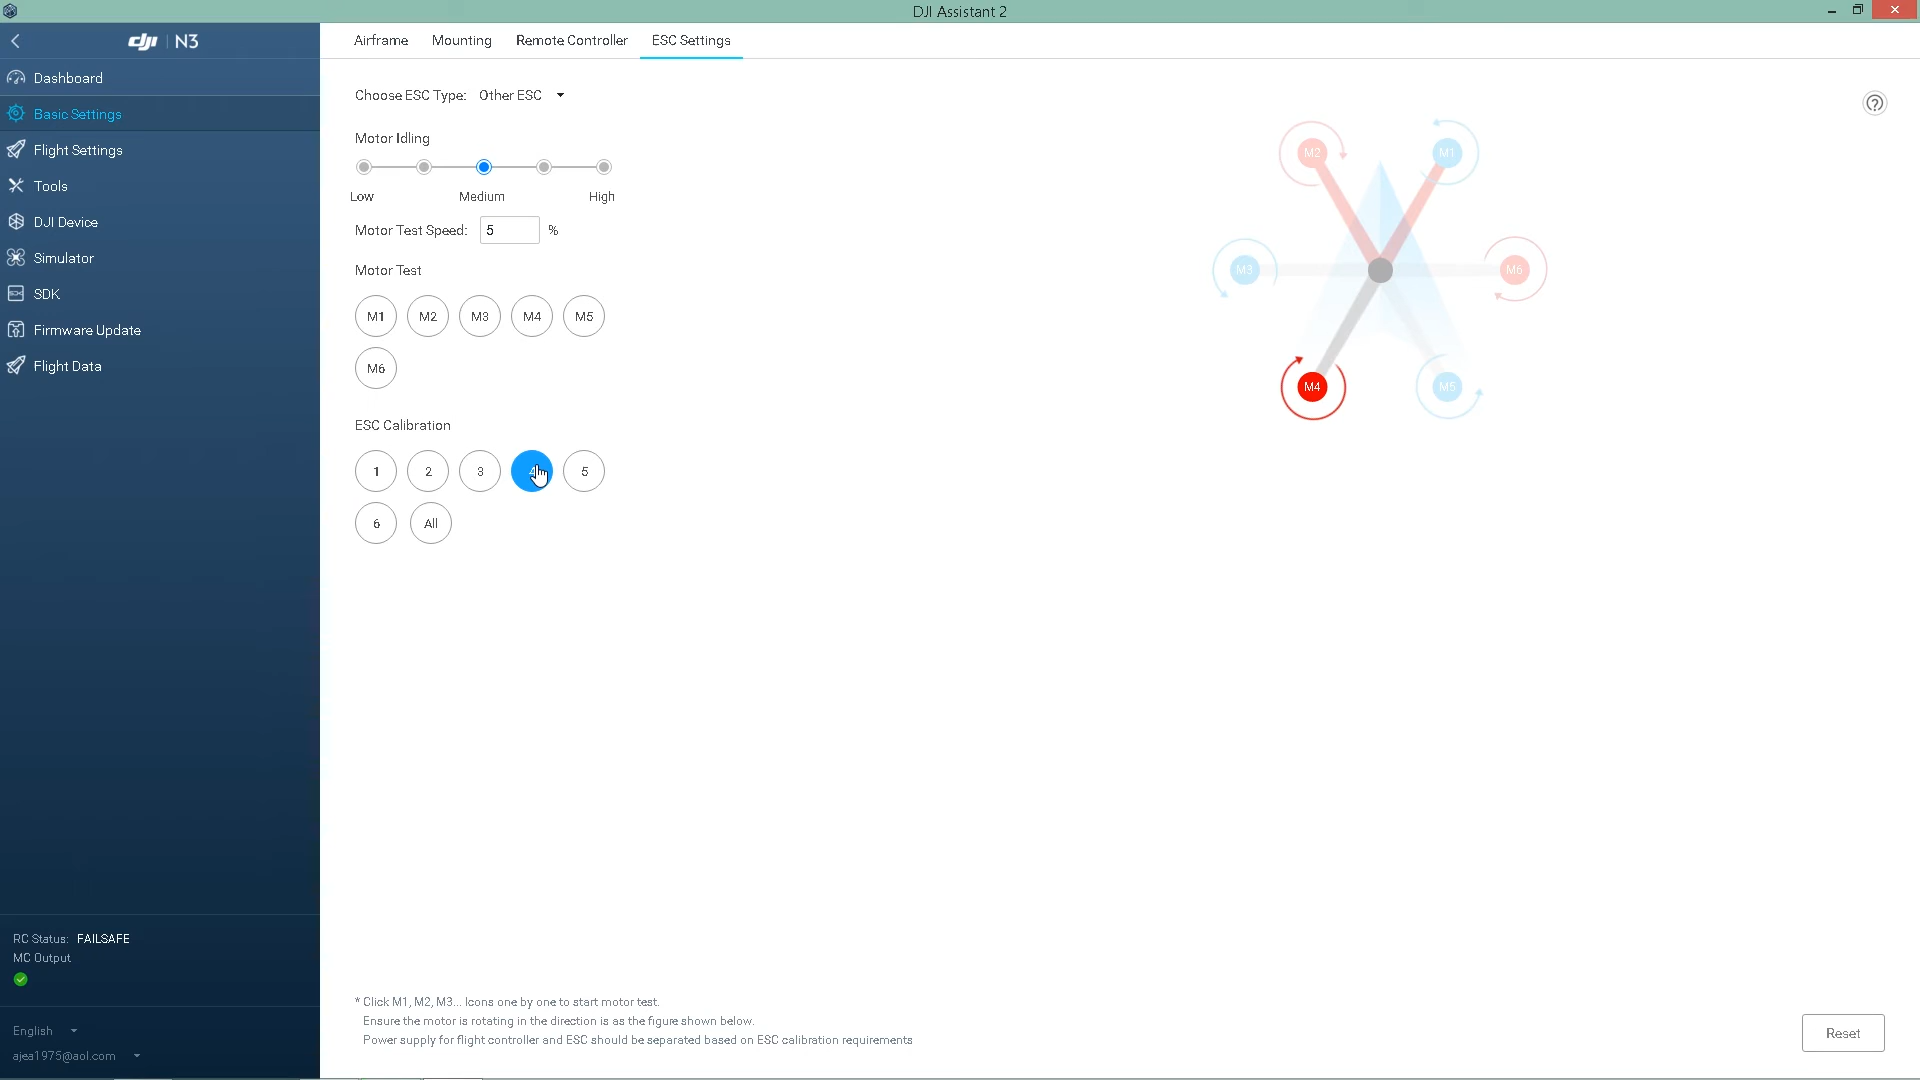 DJI Assistant 2
dji N3
Dashboard
Basic Settings
Flight Settings
Tools
DJI Device
Simulator
SDK
Firmware Update
Flight Data
RC Status: FAILSAFE
MC Output
English
ajea1975@aol.com
Airframe Mounting Remote Controller ESC Settings
Choose ESC Type: Other ESC
Motor Idling
Low Medium High
Motor Test Speed: 5 %
Motor Test
M1 M2 M3 M4 M5
M6
ESC Calibration
1 2 3 4 5
6 All
M2 M1
M3 M6
M4 M5
* Click M1, M2, M3... Icons one by one to start motor test.
Ensure the motor is rotating in the direction is as the figure shown below.
Power supply for flight controller and ESC should be separated based on ESC calibration requirements
Reset